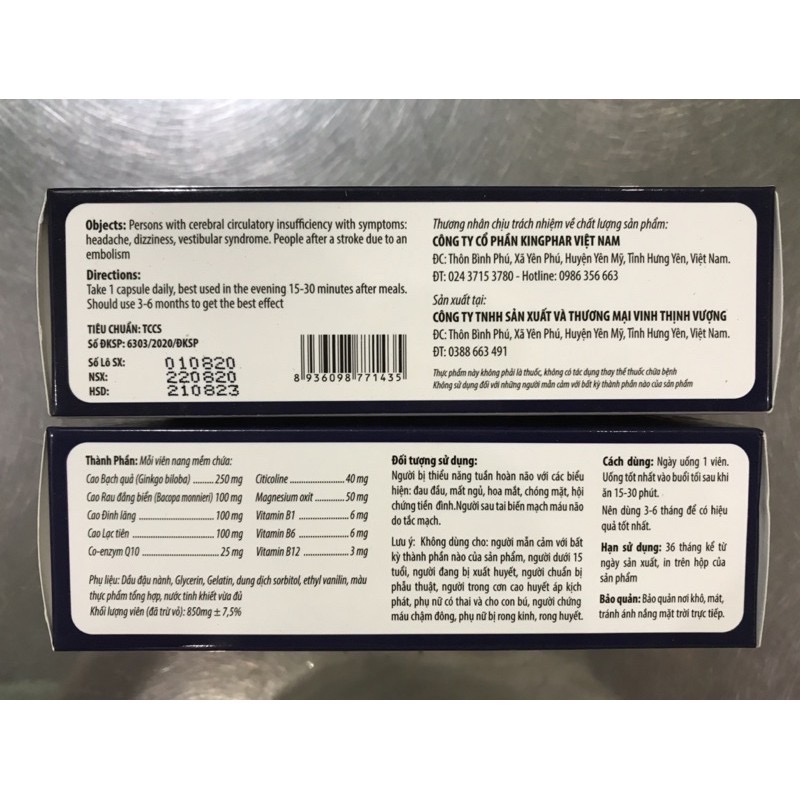 Objects: Persons with cerebral circulatory insufficiency with symptoms:
headache, dizziness, vestibular syndrome. People after a stroke due to an
embolism
Directions:
Take 1 capsule daily, best used in the evening 15-30 minutes after meals.
Should use 3-6 months to get the best effect
TIÊU CHUẨN: TCCS
Số ĐKSP: 6303/2020/ĐKSP
Số Lô SX: 010820
NSX: 220820
HSD: 210823
8 936098 771435
Thương nhân chịu trách nhiệm về chất lượng sản phẩm:
CÔNG TY CỔ PHẦN KINGPHAR VIỆT NAM
ĐC: Thôn Bình Phú, Xã Yên Phú, Huyện Yên Mỹ, Tỉnh Hưng Yên, Việt Nam.
ĐT: 024 3715 3780 - Hotline: 0986 356 663
Sản xuất tại:
CÔNG TY TNHH SẢN XUẤT VÀ THƯƠNG MẠI VINH THỊNH VƯỢNG
ĐC: Thôn Bình Phú, Xã Yên Phú, Huyện Yên Mỹ, Tỉnh Hưng Yên, Việt Nam.
ĐT: 0388 663 491
Thực phẩm này không phải là thuốc, không có tác dụng thay thế thuốc chữa bệnh
Không sử dụng đối với những người mẫn cảm với bất kỳ thành phần nào của sản phẩm
Thành Phần: Mỗi viên nang mềm chứa:
Cao Bạch quả (Ginkgo biloba) .......... 250 mg
Cao Rau đắng biển (Bacopa monnieri) 100 mg
Cao Đinh lăng .......... 100 mg
Cao Lạc tiên .......... 100 mg
Co-enzym Q10 .......... 25 mg
Citicoline .......... 40 mg
Magnesium oxit .......... 50 mg
Vitamin B1 .......... 6 mg
Vitamin B6 .......... 6 mg
Vitamin B12 .......... 3 mg
Phụ liệu: Dầu đậu nành, Glycerin, Gelatin, dung dịch sorbitol, ethyl vanilin, màu
thực phẩm tổng hợp, nước tinh khiết vừa đủ
Khối lượng viên (đã trừ vỏ): 850mg ± 7,5%
Đối tượng sử dụng:
Người bị thiểu năng tuần hoàn não với các biểu
hiện: đau đầu, mất ngủ, hoa mắt, chóng mặt, hội
chứng tiền đình.Người sau tai biến mạch máu não
do tắc mạch.
Lưu ý: Không dùng cho: người mẫn cảm với bất
kỳ thành phần nào của sản phẩm, người dưới 15
tuổi, người đang bị xuất huyết, người chuẩn bị
phẫu thuật, người trong cơn cao huyết áp kịch
phát, phụ nữ có thai và cho con bú, người chứng
máu chậm đông, phụ nữ bị rong kinh, rong huyết.
Cách dùng: Ngày uống 1 viên.
Uống tốt nhất vào buổi tối sau khi
ăn 15-30 phút.
Nên dùng 3-6 tháng để có hiệu
quả tốt nhất.
Hạn sử dụng: 36 tháng kể từ
ngày sản xuất, in trên hộp của
sản phẩm
Bảo quản: Bảo quản nơi khô, mát,
tránh ánh nắng mặt trời trực tiếp.